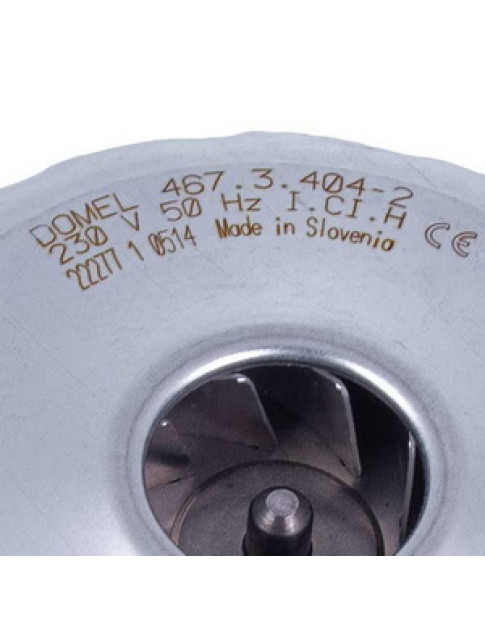 DOMEL 467.3.404-2
230 V 50 Hz I.CI.H CE
22277 1 0514 Made in Slovenia